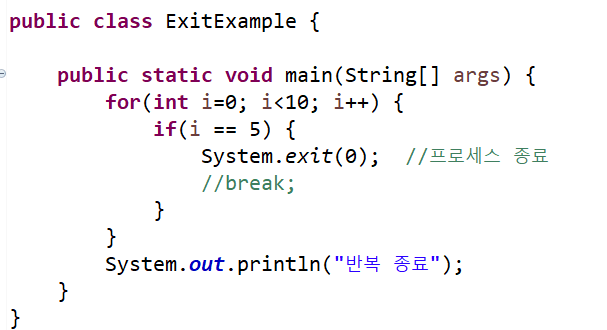 public class ExitExample {
public static void main(String[] args) {
for(int i=0; i<10; i++) {
if(i == 5) {
System.exit(0);  //프로세스 종료
//break;
}
}
System.out.println("반복 종료");
}
}